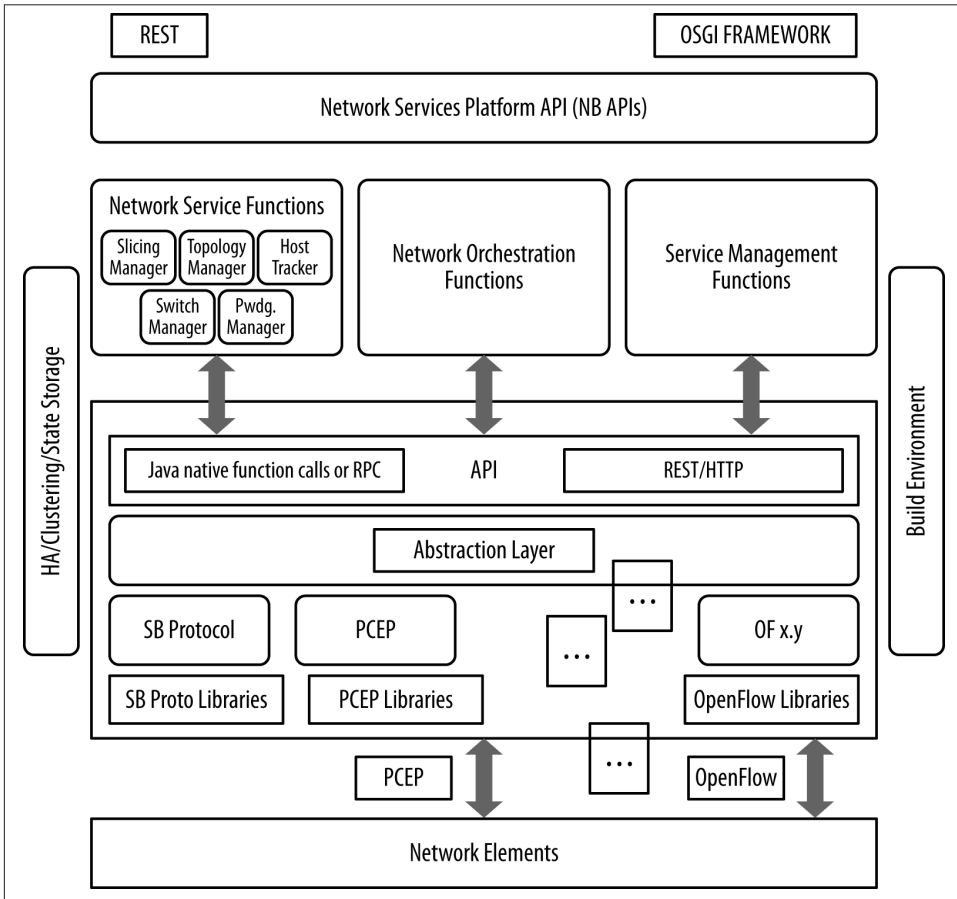 REST
OSGI FRAMEWORK
Network Services Platform API (NB APIs)
Network Service Functions
Slicing
Manager
Topology
Manager
Host
Tracker
Switch
Manager
Pwdg.
Manager
Network Orchestration
Functions
Service Management
Functions
HA/Clustering/State Storage
Build Environment
Java native function calls or RPC
API
REST/HTTP
Abstraction Layer
...
...
SB Protocol
PCEP
OF x.y
SB Proto Libraries
PCEP Libraries
OpenFlow Libraries
...
PCEP
OpenFlow
Network Elements